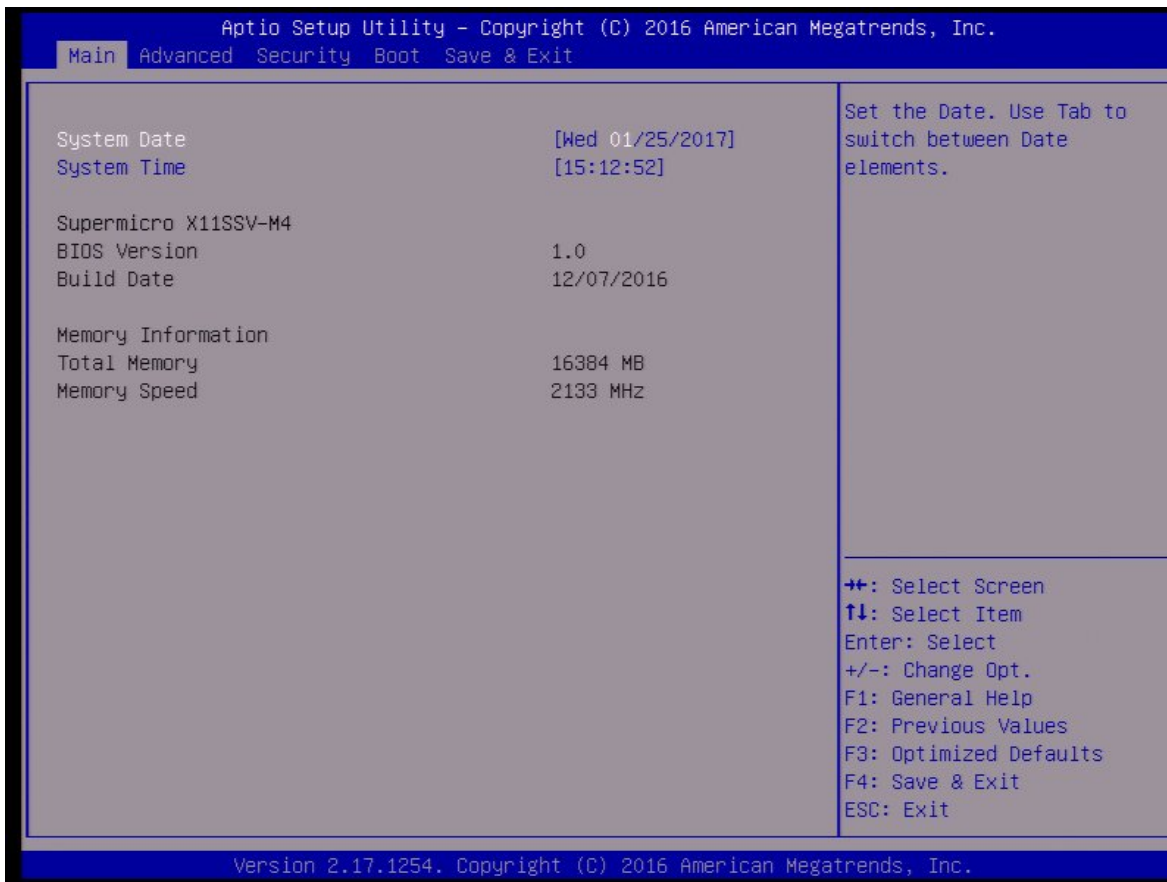 Aptio Setup Utility – Copyright (C) 2016 American Megatrends, Inc.
Main Advanced Security Boot Save & Exit
System Date [Wed 01/25/2017]
System Time [15:12:52]
Supermicro X11SSV-M4
BIOS Version 1.0
Build Date 12/07/2016
Memory Information
Total Memory 16384 MB
Memory Speed 2133 MHz
Set the Date. Use Tab to
switch between Date
elements.
→←: Select Screen
↑↓: Select Item
Enter: Select
+/-: Change Opt.
F1: General Help
F2: Previous Values
F3: Optimized Defaults
F4: Save & Exit
ESC: Exit
Version 2.17.1254. Copyright (C) 2016 American Megatrends, Inc.